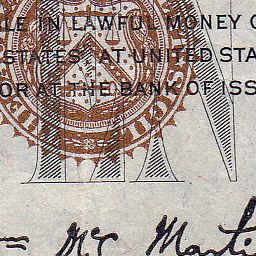 LE IN LAWFUL MONEY O
STATES AT UNITED STA
OR AT THE BANK OF ISS
Mc Marti